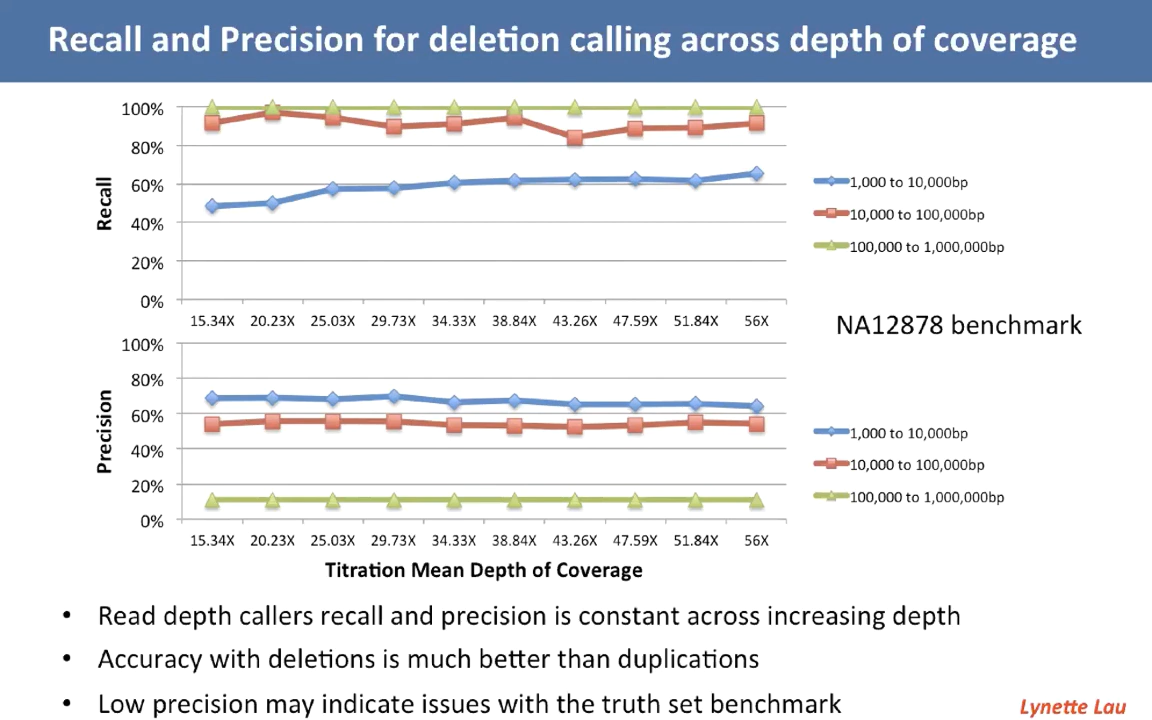 Recall and Precision for deletion calling across depth of coverage
100%
80%
60%
40%
20%
0%
Recall
15.34X 20.23X 25.03X 29.73X 34.33X 38.84X 43.26X 47.59X 51.84X 56X
1,000 to 10,000bp
10,000 to 100,000bp
100,000 to 1,000,000bp
NA12878 benchmark
100%
80%
60%
40%
20%
0%
Precision
15.34X 20.23X 25.03X 29.73X 34.33X 38.84X 43.26X 47.59X 51.84X 56X
1,000 to 10,000bp
10,000 to 100,000bp
100,000 to 1,000,000bp
Titration Mean Depth of Coverage
• Read depth callers recall and precision is constant across increasing depth
• Accuracy with deletions is much better than duplications
• Low precision may indicate issues with the truth set benchmark
Lynette Lau